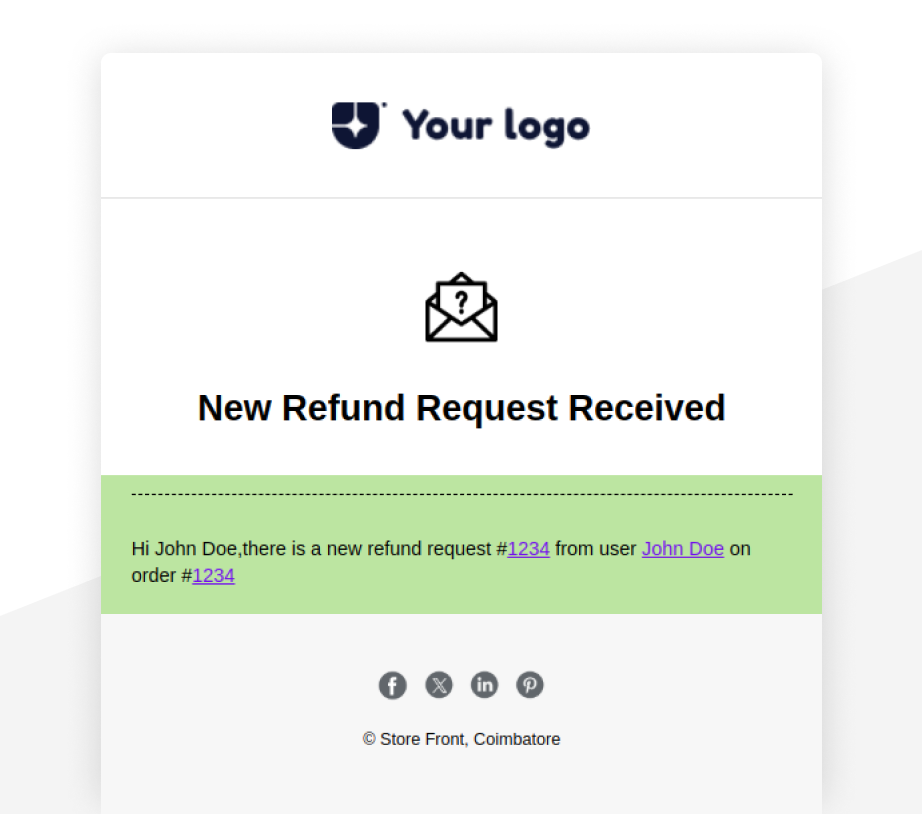 Your logo
?
New Refund Request Received
Hi John Doe,there is a new refund request #1234 from user John Doe on
order #1234
© Store Front, Coimbatore